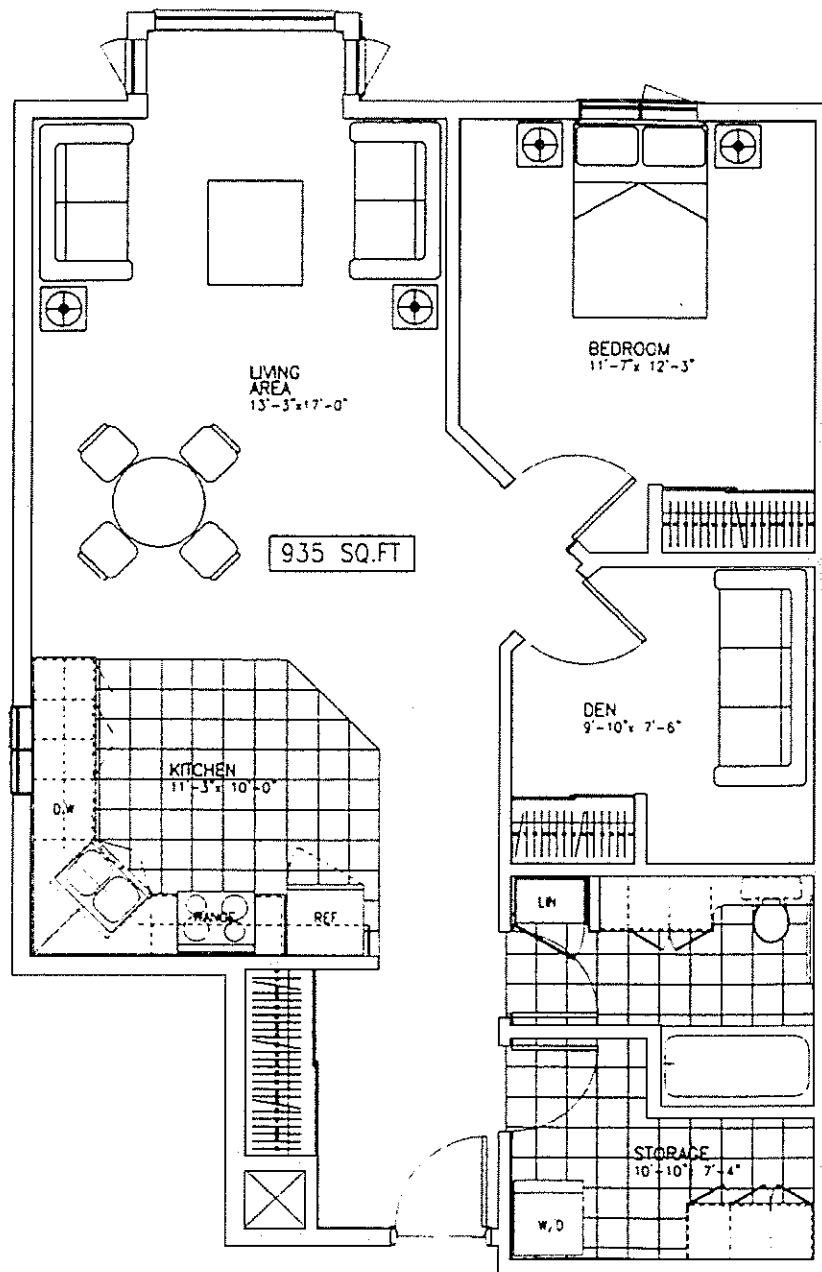 BEDROOM
11'-7"x 12'-3"
LIVING
AREA
13'-3"x17'-0"
935 SQ.FT
DEN
9'-10"x 7'-6"
KITCHEN
11'-3"x 10'-0"
D.W
LIN
RANGE
REF
STORAGE
10'-10" 7'-4"
W/D